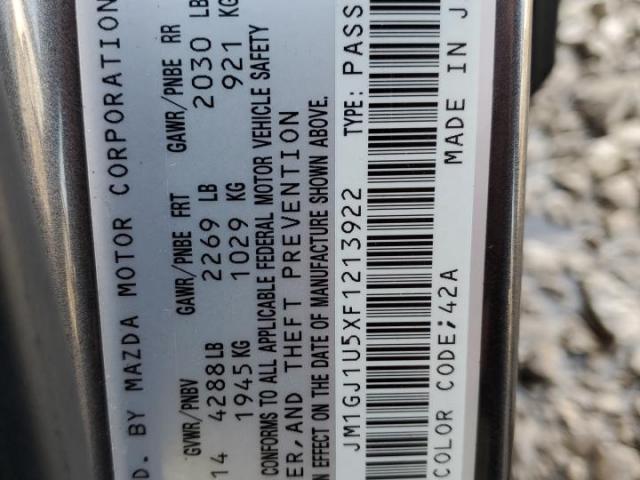 D. BY MAZDA MOTOR CORPORATION
GVWR/PNBV GAWR/PNBE FRT GAWR/PNBE RR
14 4288LB 2269 LB 2030 LB
1945KG 1029 KG 921 KG
CONFORMS TO ALL APPLICABLE FEDERAL MOTOR VEHICLE SAFETY
ER, AND THEFT PREVENTION
N EFFECT ON THE DATE OF MANUFACTURE SHOWN ABOVE.
JM1GJ1U5XF1213922 TYPE: PASS
COLOR CODE;42A MADE IN J